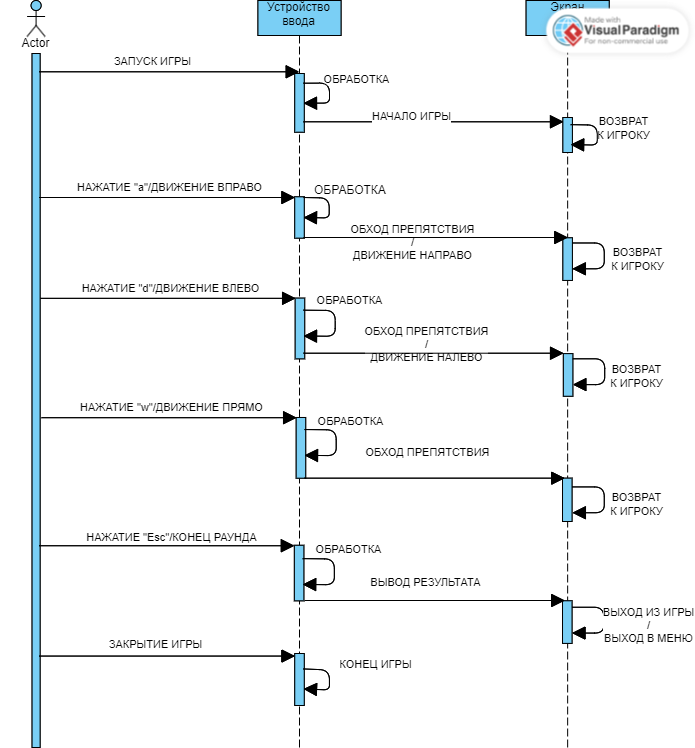 Устройство
ввода
Экран
Made with
Visual Paradigm
For non-commercial use
Actor
ЗАПУСК ИГРЫ
ОБРАБОТКА
НАЧАЛО ИГРЫ
ВОЗВРАТ
К ИГРОКУ
НАЖАТИЕ "a"/ДВИЖЕНИЕ ВПРАВО
ОБРАБОТКА
ОБХОД ПРЕПЯТСТВИЯ
/
ДВИЖЕНИЕ НАПРАВО
ВОЗВРАТ
К ИГРОКУ
НАЖАТИЕ "d"/ДВИЖЕНИЕ ВЛЕВО
ОБРАБОТКА
ОБХОД ПРЕПЯТСТВИЯ
/
ДВИЖЕНИЕ НАЛЕВО
ВОЗВРАТ
К ИГРОКУ
НАЖАТИЕ "w"/ДВИЖЕНИЕ ПРЯМО
ОБРАБОТКА
ОБХОД ПРЕПЯТСТВИЯ
ВОЗВРАТ
К ИГРОКУ
НАЖАТИЕ "Esc"/КОНЕЦ РАУНДА
ОБРАБОТКА
ВЫВОД РЕЗУЛЬТАТА
ВЫХОД ИЗ ИГРЫ
/
ВЫХОД В МЕНЮ
ЗАКРЫТИЕ ИГРЫ
КОНЕЦ ИГРЫ